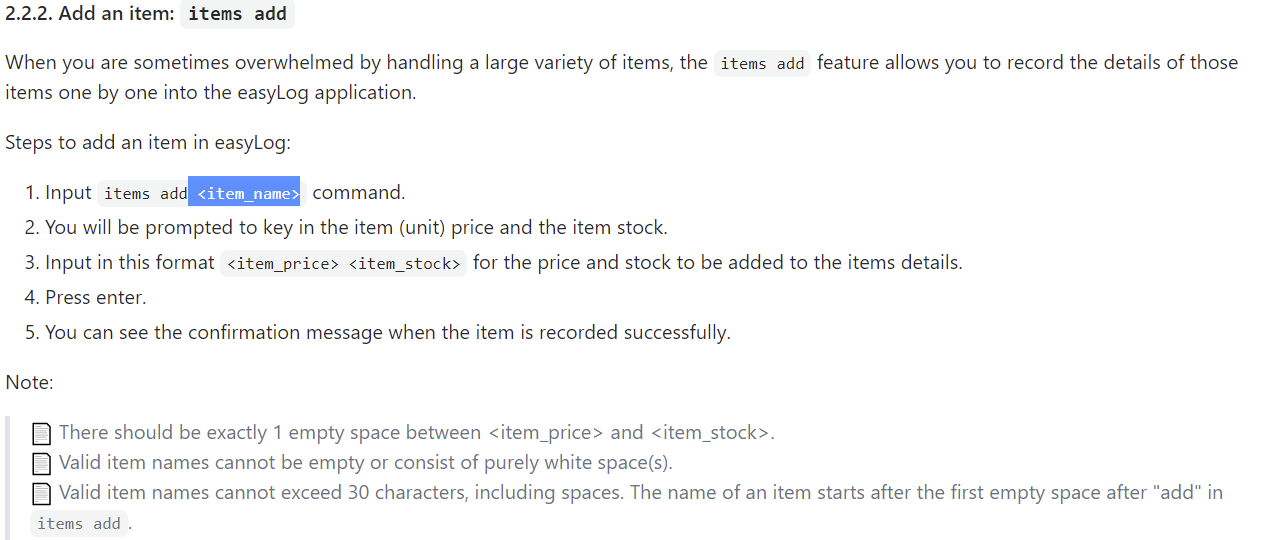 2.2.2. Add an item: items add
When you are sometimes overwhelmed by handling a large variety of items, the items add feature allows you to record the details of those
items one by one into the easyLog application.
Steps to add an item in easyLog:
1. Input items add <item_name> command.
2. You will be prompted to key in the item (unit) price and the item stock.
3. Input in this format <item_price> <item_stock> for the price and stock to be added to the items details.
4. Press enter.
5. You can see the confirmation message when the item is recorded successfully.
Note:
There should be exactly 1 empty space between <item_price> and <item_stock>.
Valid item names cannot be empty or consist of purely white space(s).
Valid item names cannot exceed 30 characters, including spaces. The name of an item starts after the first empty space after "add" in
items add.